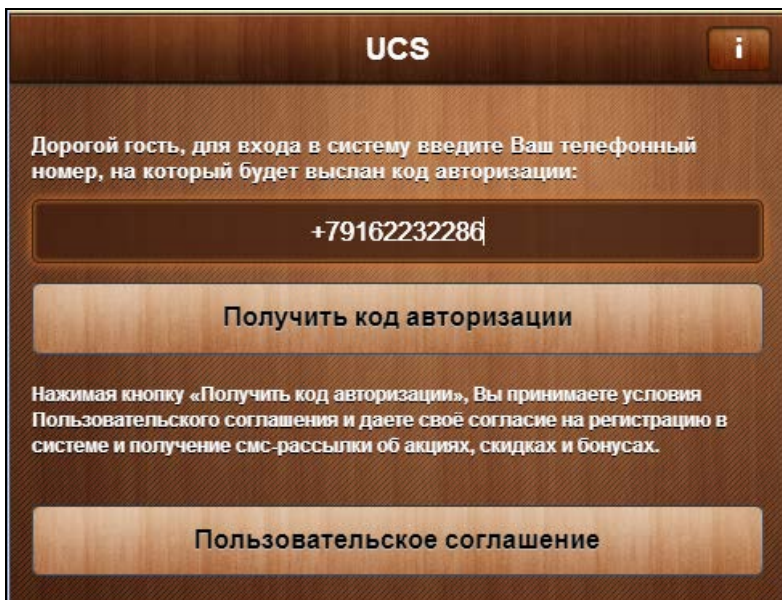 UCS
i
Дорогой гость, для входа в систему введите Ваш телефонный
номер, на который будет выслан код авторизации:
+79162232286
Получить код авторизации
Нажимая кнопку «Получить код авторизации», Вы принимаете условия
Пользовательского соглашения и даете своё согласие на регистрацию в
системе и получение смс-рассылки об акциях, скидках и бонусах.
Пользовательское соглашение